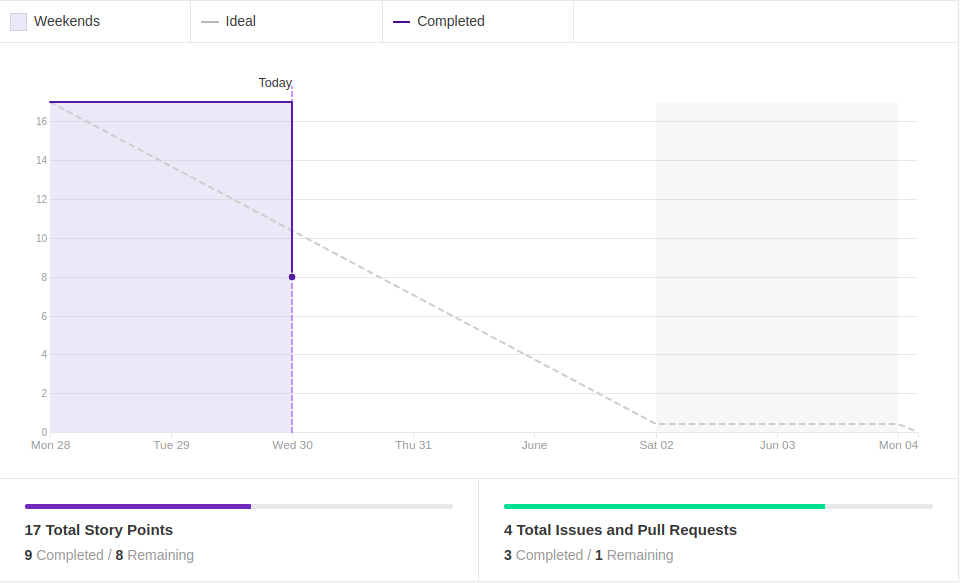 Weekends Ideal Completed
Today
16
14
12
10
8
6
4
2
0
Mon 28 Tue 29 Wed 30 Thu 31 June Sat 02 Jun 03 Mon 04
17 Total Story Points
9 Completed / 8 Remaining
4 Total Issues and Pull Requests
3 Completed / 1 Remaining